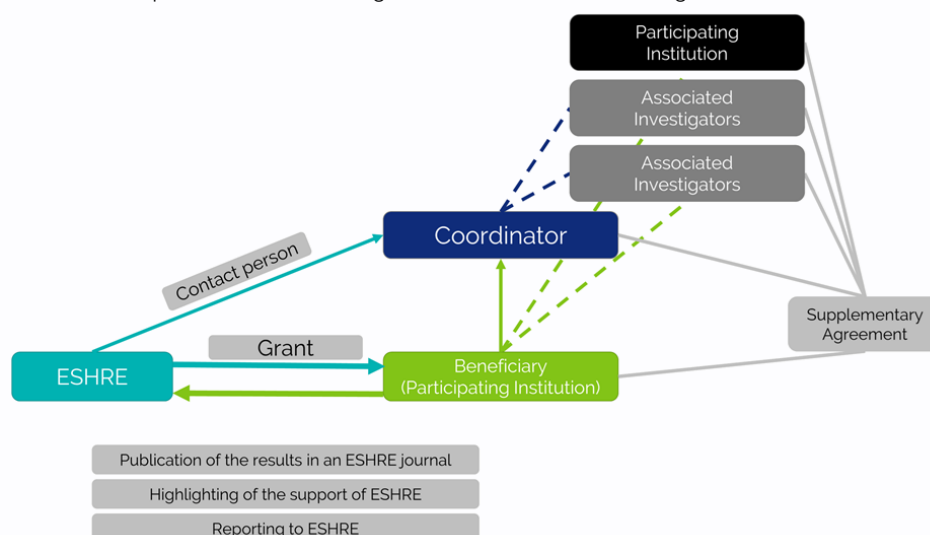 Participating
Institution
Associated
Investigators
Associated
Investigators
Coordinator
Contact person
Supplementary
Agreement
Grant
ESHRE
Beneficiary
(Participating Institution)
Publication of the results in an ESHRE journal
Highlighting of the support of ESHRE
Reporting to ESHRE